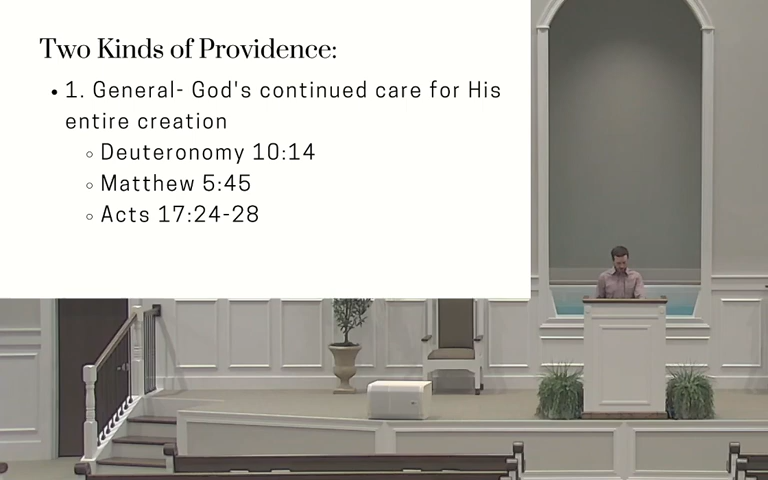 Two Kinds of Providence:
• 1. General- God's continued care for His
entire creation
◦ Deuteronomy 10:14
◦ Matthew 5:45
◦ Acts 17:24-28